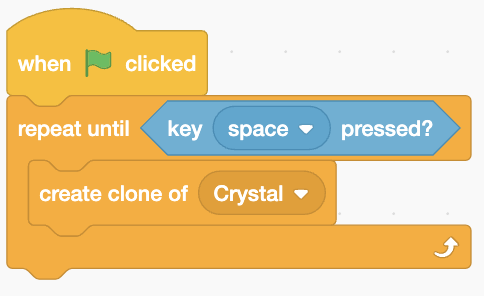 when clicked
repeat until key space pressed?
create clone of Crystal